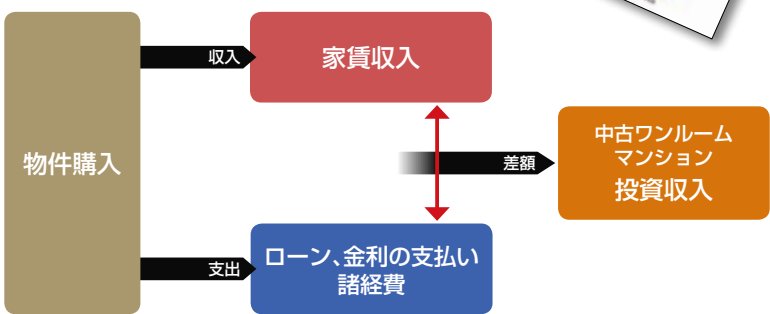 物件購入
収入
家賃収入
支出
ローン、金利の支払い
諸経費
差額
中古ワンルーム
マンション
投資収入